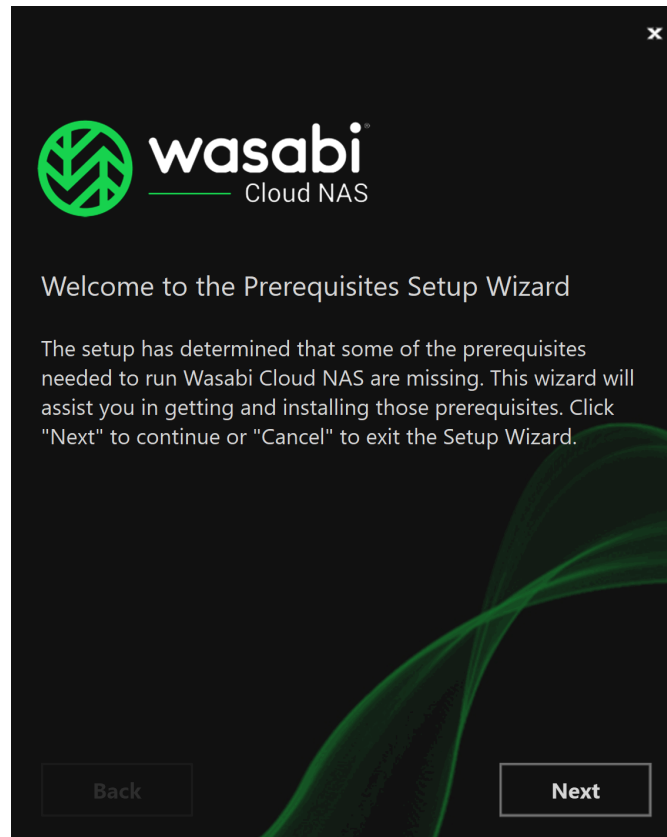 wasabi®
Cloud NAS
Welcome to the Prerequisites Setup Wizard
The setup has determined that some of the prerequisites
needed to run Wasabi Cloud NAS are missing. This wizard will
assist you in getting and installing those prerequisites. Click
"Next" to continue or "Cancel" to exit the Setup Wizard.
Back
Next